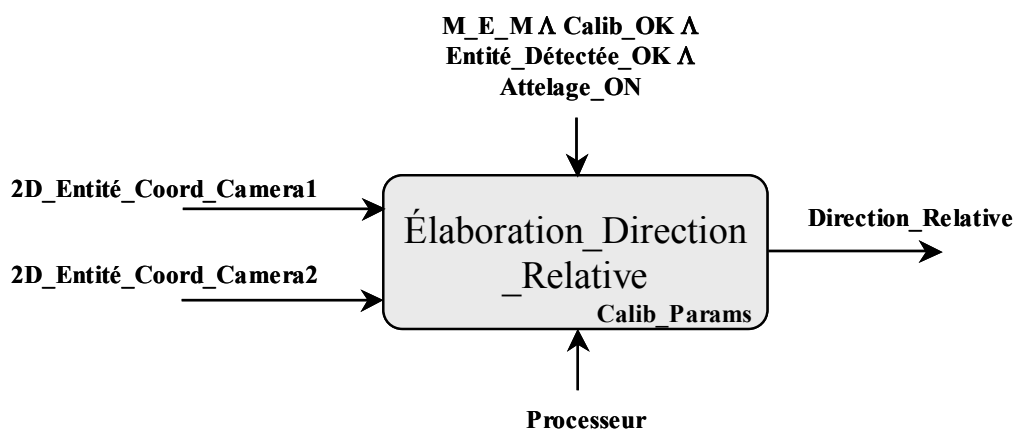 M_E_M Λ Calib_OK Λ
Entité_Détectée_OK Λ
Attelage_ON
2D_Entité_Coord_Camera1
2D_Entité_Coord_Camera2
Élaboration_Direction
_Relative
Calib_Params
Direction_Relative
Processeur